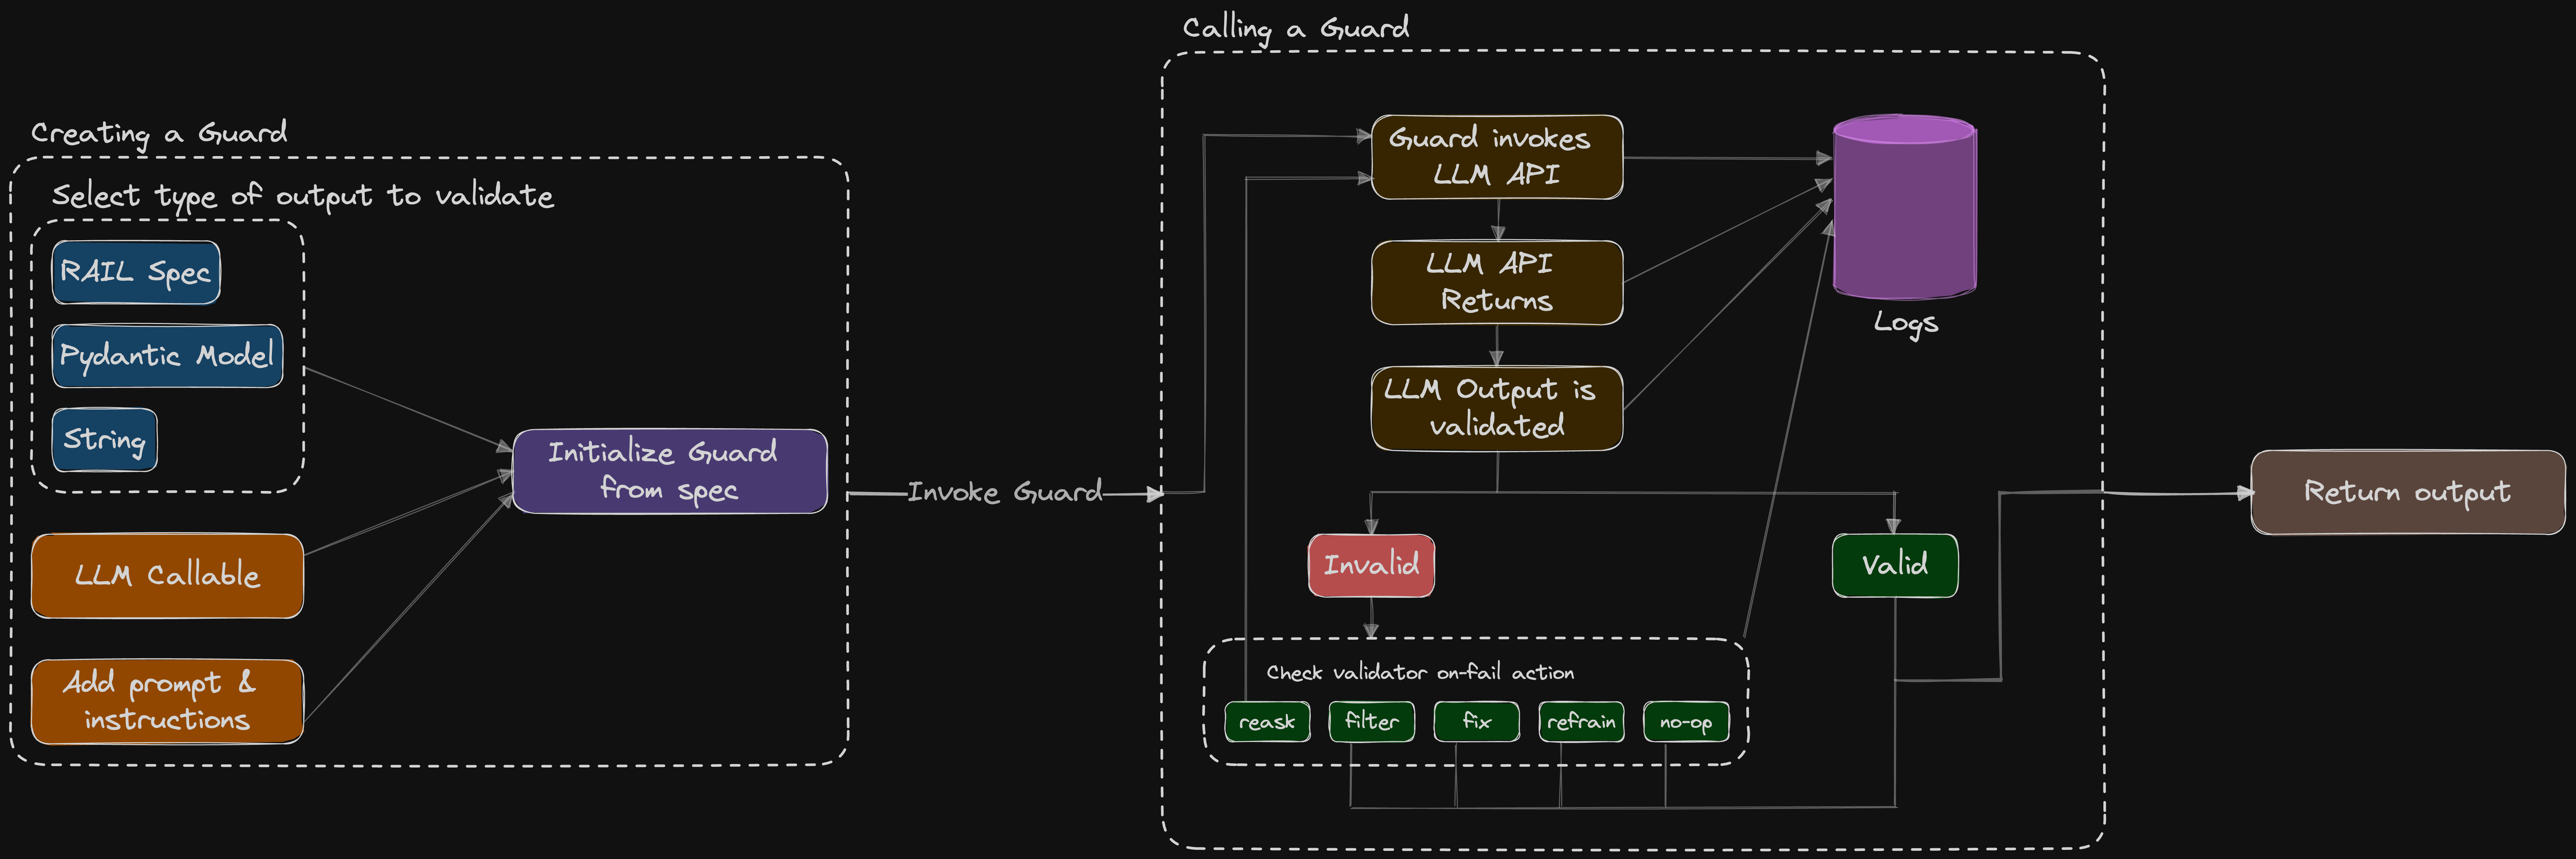 Creating a Guard
Select type of output to validate
RAIL Spec
Pydantic Model
String
LLM Callable
Add prompt &
instructions
Initialize Guard
from spec
Invoke Guard
Calling a Guard
Guard invokes
LLM API
LLM API
Returns
LLM Output is
validated
Logs
Invalid
Valid
Check validator on-fail action
reask
filter
fix
refrain
no-op
Return output